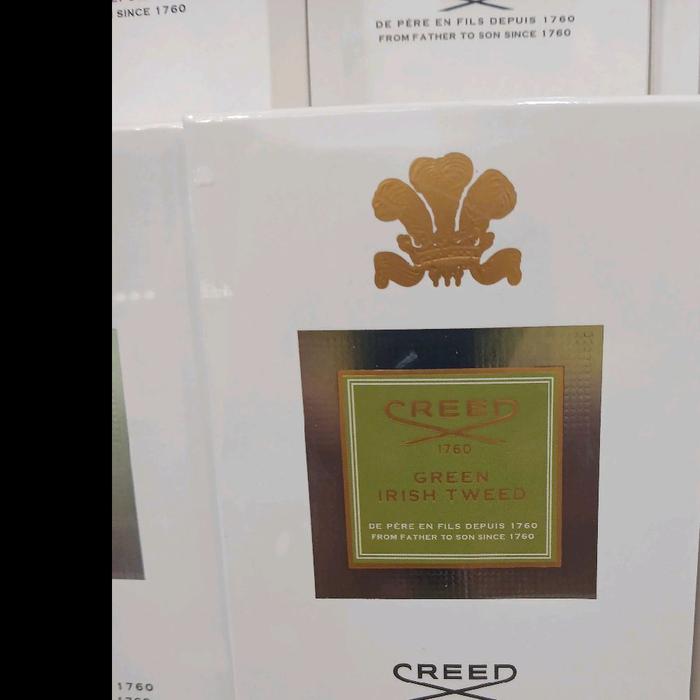 SINCE 1760
DE PÈRE EN FILS DEPUIS 1760
FROM FATHER TO SON SINCE 1760
CREED
1760
GREEN
IRISH TWEED
DE PÈRE EN FILS DEPUIS 1760
FROM FATHER TO SON SINCE 1760
CREED
1760
1760